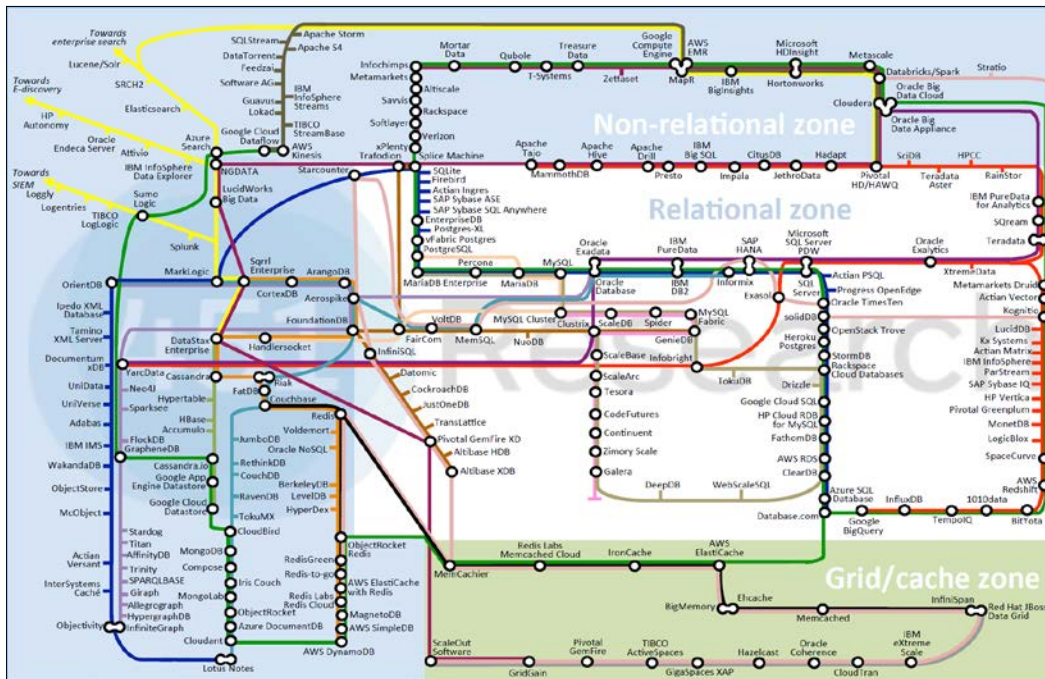 Towards
enterprise search
Lucene/Solr
SRCH2
Elasticsearch
Towards
E-discovery
HP
Autonomy
Oracle
Endeca Server
Attivio
IBM InfoSphere
Data Explorer
Towards
SIEM
Loggly
Logentries
TIBCO
LogLogic
Sumo
Logic
Splunk
Azure
Search
NGDATA
LucidWorks
Big Data
SQLStream
DataTorrent
Feedzai
Software AG
Guavus
Lokad
Google Cloud
Dataflow
Apache Storm
Apache S4
IBM
InfoSphere
Streams
TIBCO
StreamBase
AWS
Kinesis
Infochimps
Metamarkets
Altiscale
Savvis
Rackspace
Softlayer
Verizon
xPlenty
Trafodion
Splice Machine
Starcounter
Mortar
Data
Qubole
T-Systems
Treasure
Data
Zettaset
Google
Compute
Engine
AWS
EMR
MapR
IBM
BigInsights
Microsoft
HDInsight
Hortonworks
Metascale
Databricks/Spark
Stratio
Cloudera
Oracle Big
Data Cloud
Oracle Big
Data Appliance
Non-relational zone
Apache
Tajo
MammothDB
Apache
Hive
Apache
Drill
Presto
IBM
Big SQL
Impala
CitusDB
JethroData
Hadapt
Pivotal
HD/HAWQ
SciDB
Teradata
Aster
HPCC
RainStor
IBM PureData
for Analytics
SQream
Teradata
SQLite
Firebird
Actian Ingres
SAP Sybase ASE
SAP Sybase SQL Anywhere
EnterpriseDB
Postgres-XL
vFabric Postgres
PostgreSQL
Relational zone
MariaDB Enterprise
Percona
MariaDB
MySQL
Oracle
Exadata
Oracle
Database
IBM
PureData
IBM
DB2
SAP
HANA
Informix
Microsoft
SQL Server
PDW
SQL
Server
Oracle
Exalytics
XtremeData
Exasol
Actian PSQL
Progress OpenEdge
Oracle TimesTen
solidDB
OpenStack Trove
Heroku
Postgres
StormDB
Rackspace
Cloud Databases
Google Cloud SQL
HP Cloud RDB
for MySQL
FathomDB
AWS RDS
ClearDB
Azure SQL
Database
Database.com
Metamarkets Druid
Actian Vector
Kognitio
LucidDB
Kx Systems
Actian Matrix
IBM InfoSphere
ParStream
SAP Sybase IQ
HP Vertica
Pivotal Greenplum
MonetDB
LogicBlox
SpaceCurve
AWS
Redshift
BitYota
1010data
TempoIQ
InfluxDB
Google
BigQuery
MarkLogic
OrientDB
Ipedo XML
Database
Tamino
XML Server
Documentum
xDB
UniData
UniVerse
Adabas
IBM IMS
WakandaDB
ObjectStore
McObject
Actian
Versant
InterSystems
Caché
Objectivity
YarcData
Neo4J
Sparksee
FlockDB
GrapheneDB
Stardog
Titan
AffinityDB
Trinity
SPARQLBASE
Giraph
Allegrograph
HypergraphDB
InfiniteGraph
Sqrrl
Enterprise
CortexDB
ArangoDB
Aerospike
FoundationDB
DataStax
Enterprise
Handlersocket
Cassandra
Hypertable
HBase
Accumulo
Cassandra.io
Google App
Engine Datastore
Google Cloud
Datastore
CloudBird
MongoDB
Compose
Iris Couch
MongoLab
ObjectRocket
Azure DocumentDB
Cloudant
Lotus Notes
Riak
FatDB
Couchbase
Redis
Voldemort
Oracle NoSQL
JumboDB
RethinkDB
CouchDB
RavenDB
TokuMX
BerkeleyDB
LevelDB
HyperDex
ObjectRocket
Redis
RedisGreen
Redis-to-go
AWS ElastiCache
with Redis
Redis Labs
Redis Cloud
MagnetoDB
AWS SimpleDB
AWS DynamoDB
FairCom
VoltDB
MemSQL
MySQL Cluster
NuoDB
InfiniSQL
Clustrix
ScaleDB
Spider
MySQL
Fabric
GenieDB
Infobright
TokuDB
Drizzle
ScaleBase
ScaleArc
Tesora
CodeFutures
Continuent
Zimory Scale
Galera
DeepDB
WebScaleSQL
Datomic
CockroachDB
JustOneDB
TransLattice
Pivotal GemFire XD
Altibase HDB
Altibase XDB
Grid/cache zone
MemCachier
Redis Labs
Memcached Cloud
IronCache
AWS
ElastiCache
BigMemory
Ehcache
Memcached
InfiniSpan
Red Hat JBoss
Data Grid
ScaleOut
Software
GridGain
Pivotal
GemFire
TIBCO
ActiveSpaces
GigaSpaces XAP
Hazelcast
Oracle
Coherence
CloudTran
IBM
eXtreme
Scale